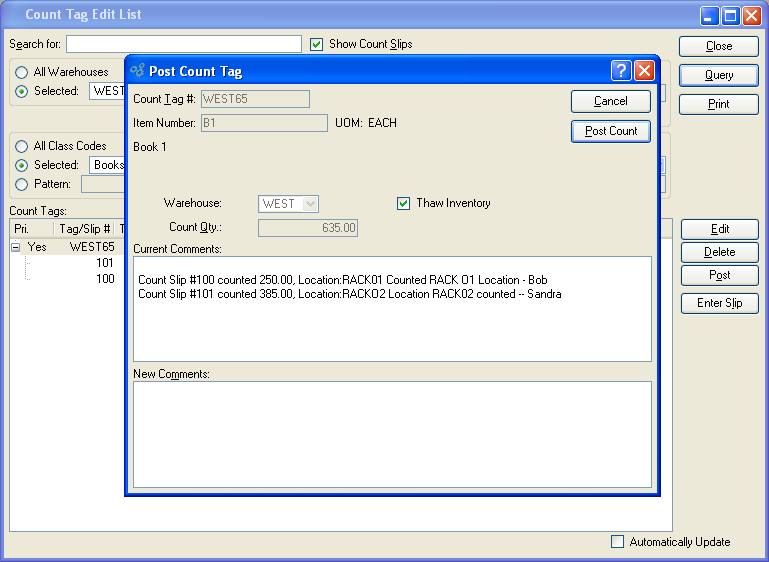 Count Tag Edit List
Search for:
Show Count Slips
Close
All Warehouses
Selected: WEST
Query
Print
All Class Codes
Selected: Books
Pattern:
Count Tags:
Pri. Tag/Slip # T
Yes WEST65
101
100
Edit
Delete
Post
Enter Slip
Automatically Update
Post Count Tag
Count Tag #: WEST65
Cancel
Item Number: B1 UOM: EACH
Post Count
Book 1
Warehouse: WEST
Thaw Inventory
Count Qty.: 635.00
Current Comments:
Count Slip #100 counted 250.00, Location:RACK01 Counted RACK O1 Location - Bob
Count Slip #101 counted 385.00, Location:RACKO2 Location RACK02 counted -- Sandra
New Comments: